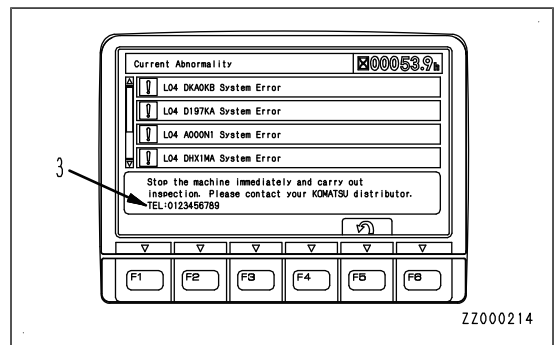 Current Abnormality 00053.9h
! L04 DKA0KB System Error
! L04 D197KA System Error
! L04 A000N1 System Error
! L04 DHX1MA System Error
3
Stop the machine immediately and carry out
inspection. Please contact your KOMATSU distributor.
TEL:0123456789
F1 F2 F3 F4 F5 F6
ZZ000214